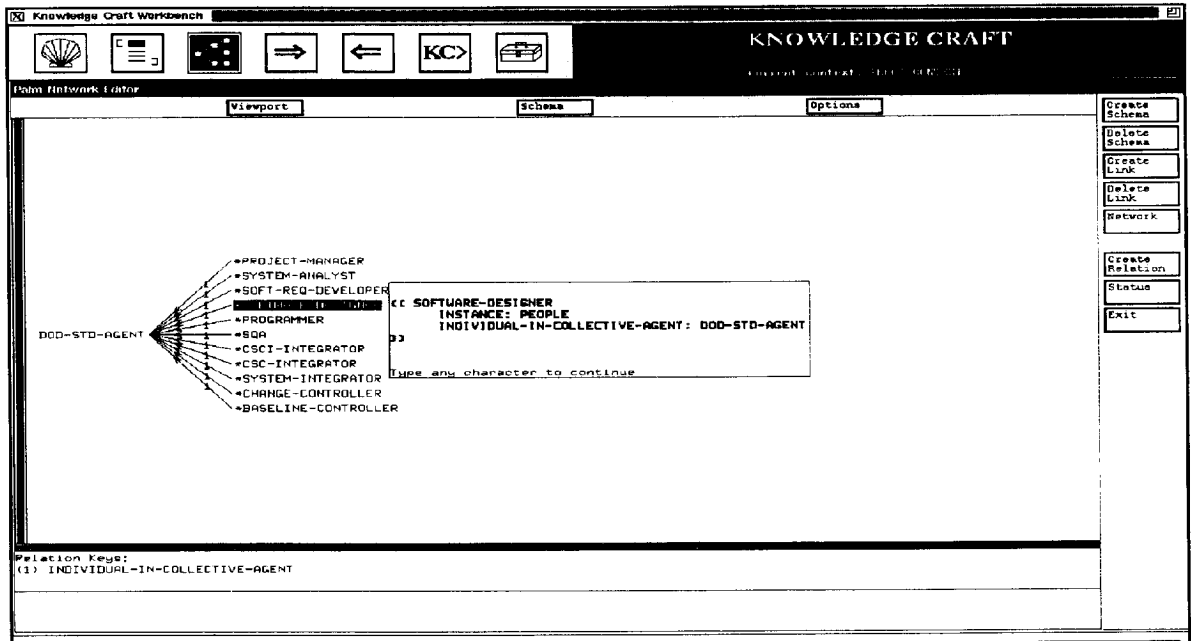 Knowledge Craft Workbench
KC>
KNOWLEDGE CRAFT
Palm Network Editor
Viewport
Schema
Options
Create
Schema
Delete
Schema
Create
Link
Delete
Link
Network
Create
Relation
Status
Exit
DOD-STD-AGENT
*PROJECT-MANAGER
*SYSTEM-ANALYST
*SOFT-REQ-DEVELOPER
*PROGRAMMER
*SQA
*CSCI-INTEGRATOR
*CSC-INTEGRATOR
*SYSTEM-INTEGRATOR
*CHANGE-CONTROLLER
*BASELINE-CONTROLLER
{{ SOFTWARE-DESIGNER
INSTANCE: PEOPLE
INDIVIDUAL-IN-COLLECTIVE-AGENT: DOD-STD-AGENT
}}
Type any character to continue
Relation Keys:
(1) INDIVIDUAL-IN-COLLECTIVE-AGENT